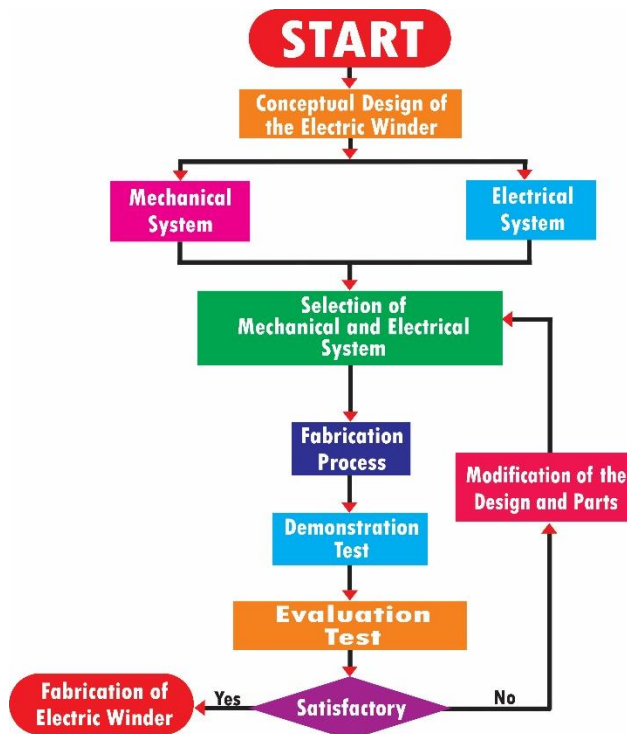 START
Conceptual Design of
the Electric Winder
Mechanical
System
Electrical
System
Selection of
Mechanical and Electrical
System
Fabrication
Process
Modification of the
Design and Parts
Demonstration
Test
Evaluation
Test
Fabrication of
Electric Winder
Yes
Satisfactory
No